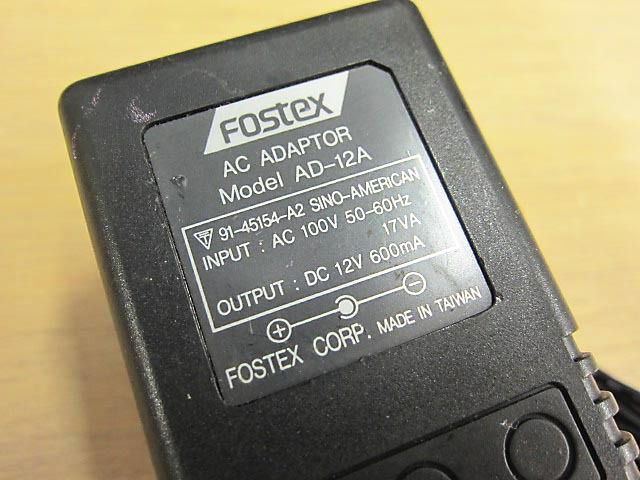 Fostex
AC ADAPTOR
Model AD-12A
91-45154-A2 SINO-AMERICAN
INPUT : AC 100V 50-60Hz
17VA
OUTPUT : DC 12V 600mA
+ -
FOSTEX CORP. MADE IN TAIWAN